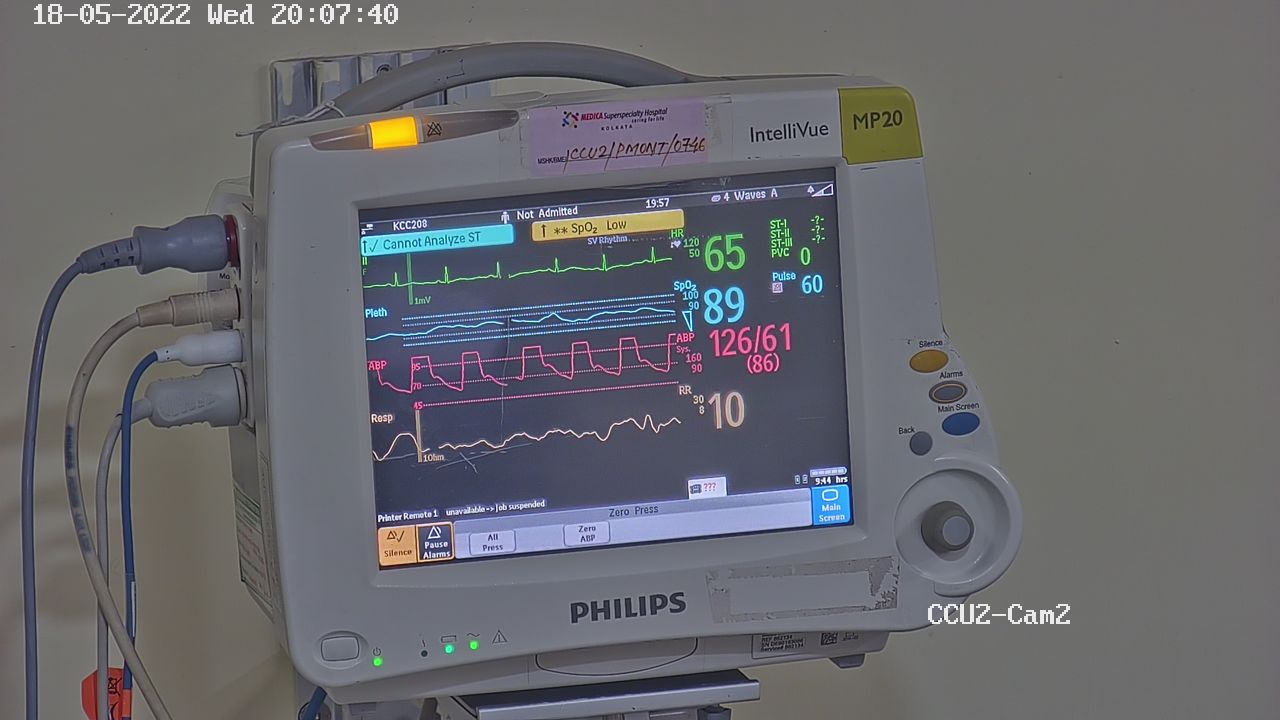 18-05-2022 Wed 20:07:40
MEDICA Superspecialty Hospital
caring for life
KOLKATA
MSHK/BME/CCU2/PMONT/0746
IntelliVue
MP20
KCC208
Not Admitted
19:57
4 Waves A
Cannot Analyze ST
** SpO₂ Low
SV Rhythm
II
F
1mV
HR
120
50
65
ST-I -?-
ST-II -?-
ST-III -?-
PVC 0
Pleth
SpO₂
100
90
89
Pulse
60
ABP
95
70
45
ABP
Sys.
160
90
126/61
(86)
Resp
1Ohm
RR
30
8
10
???
9:44 hrs
Printer Remote 1 unavailable -> Job suspended
Zero Press
Silence
Pause
Alarms
All
Press
Zero
ABP
Main
Screen
Silence
Alarms
Main Screen
Back
PHILIPS
CCU2-Cam2